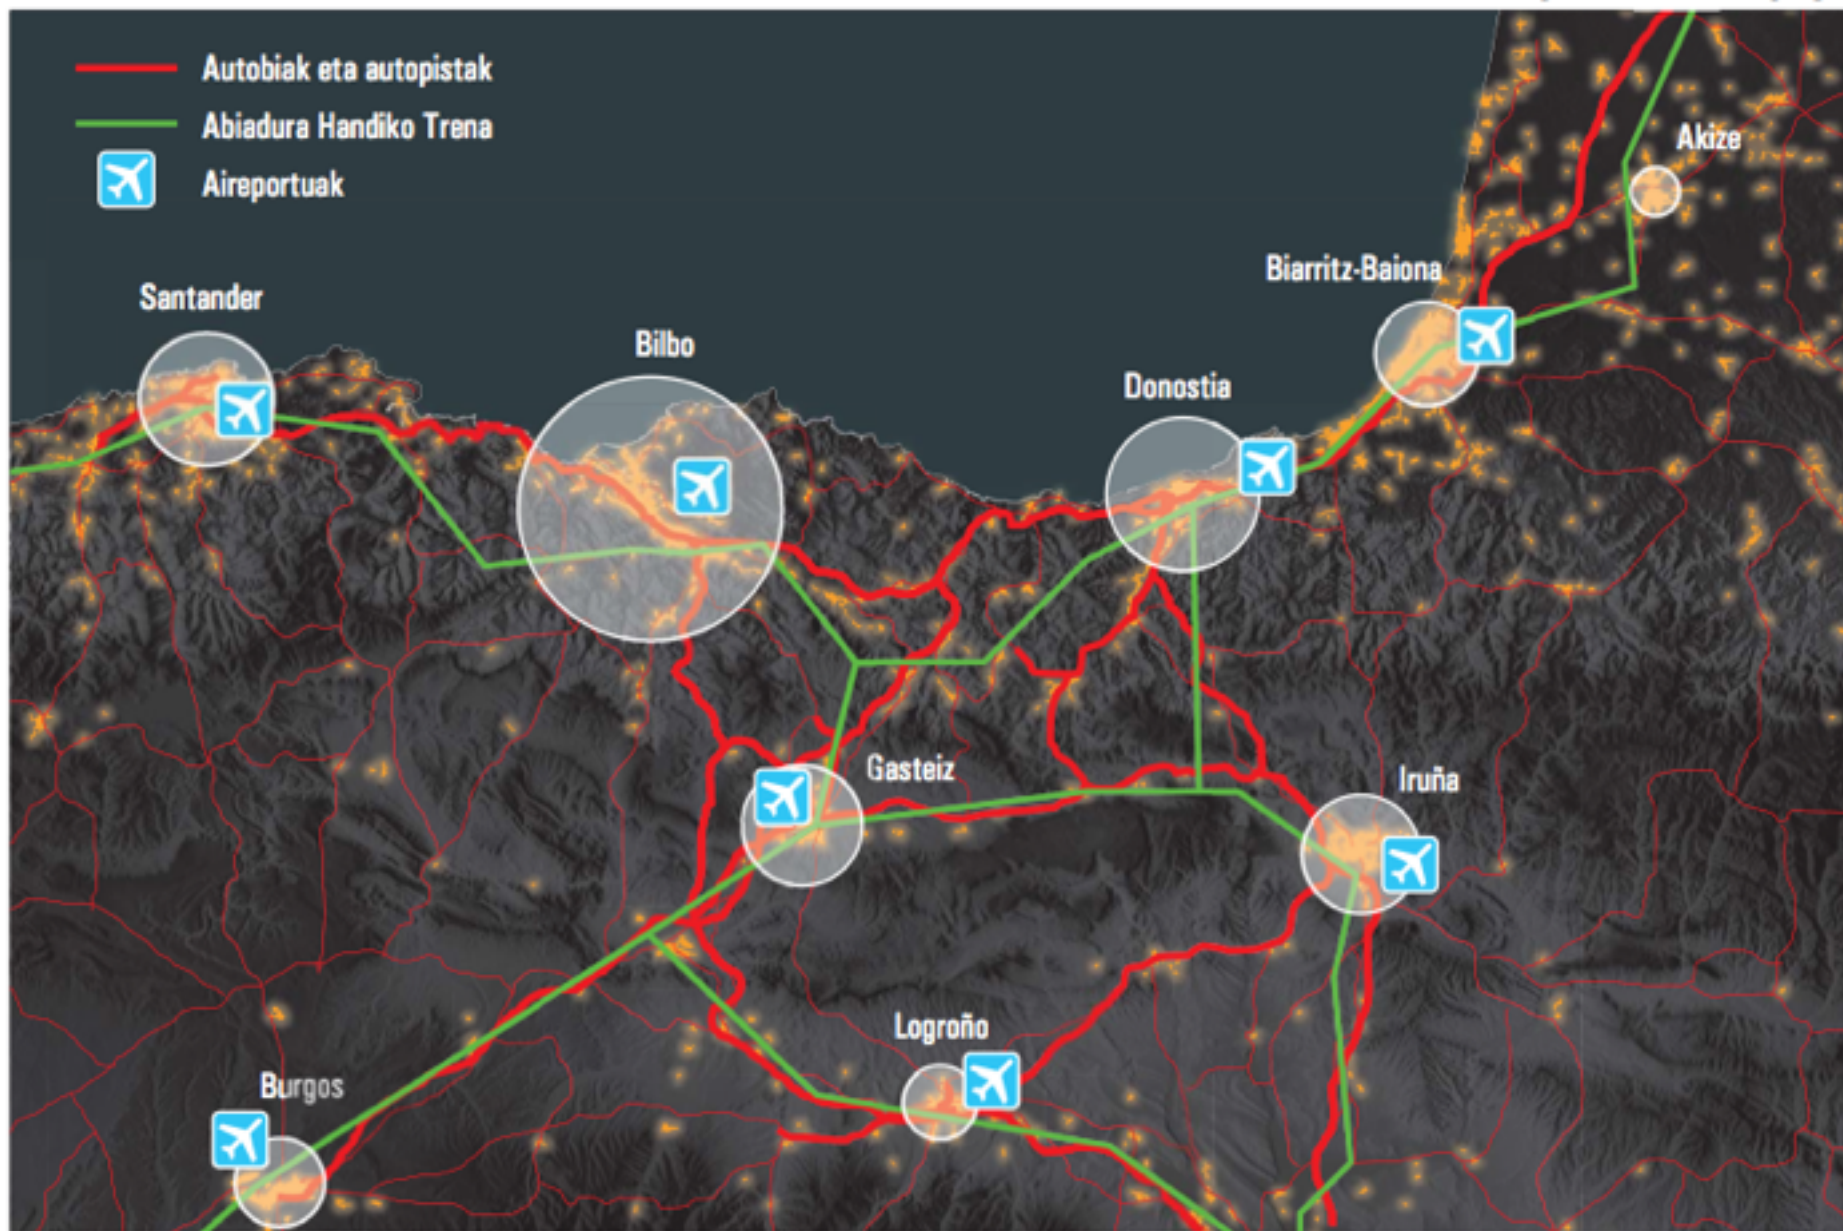 Autobiak eta autopistak
Abiadura Handiko Trena
Aireportuak
Akize
Biarritz-Baiona
Santander
Bilbo
Donostia
Gasteiz
Iruña
Logroño
Burgos